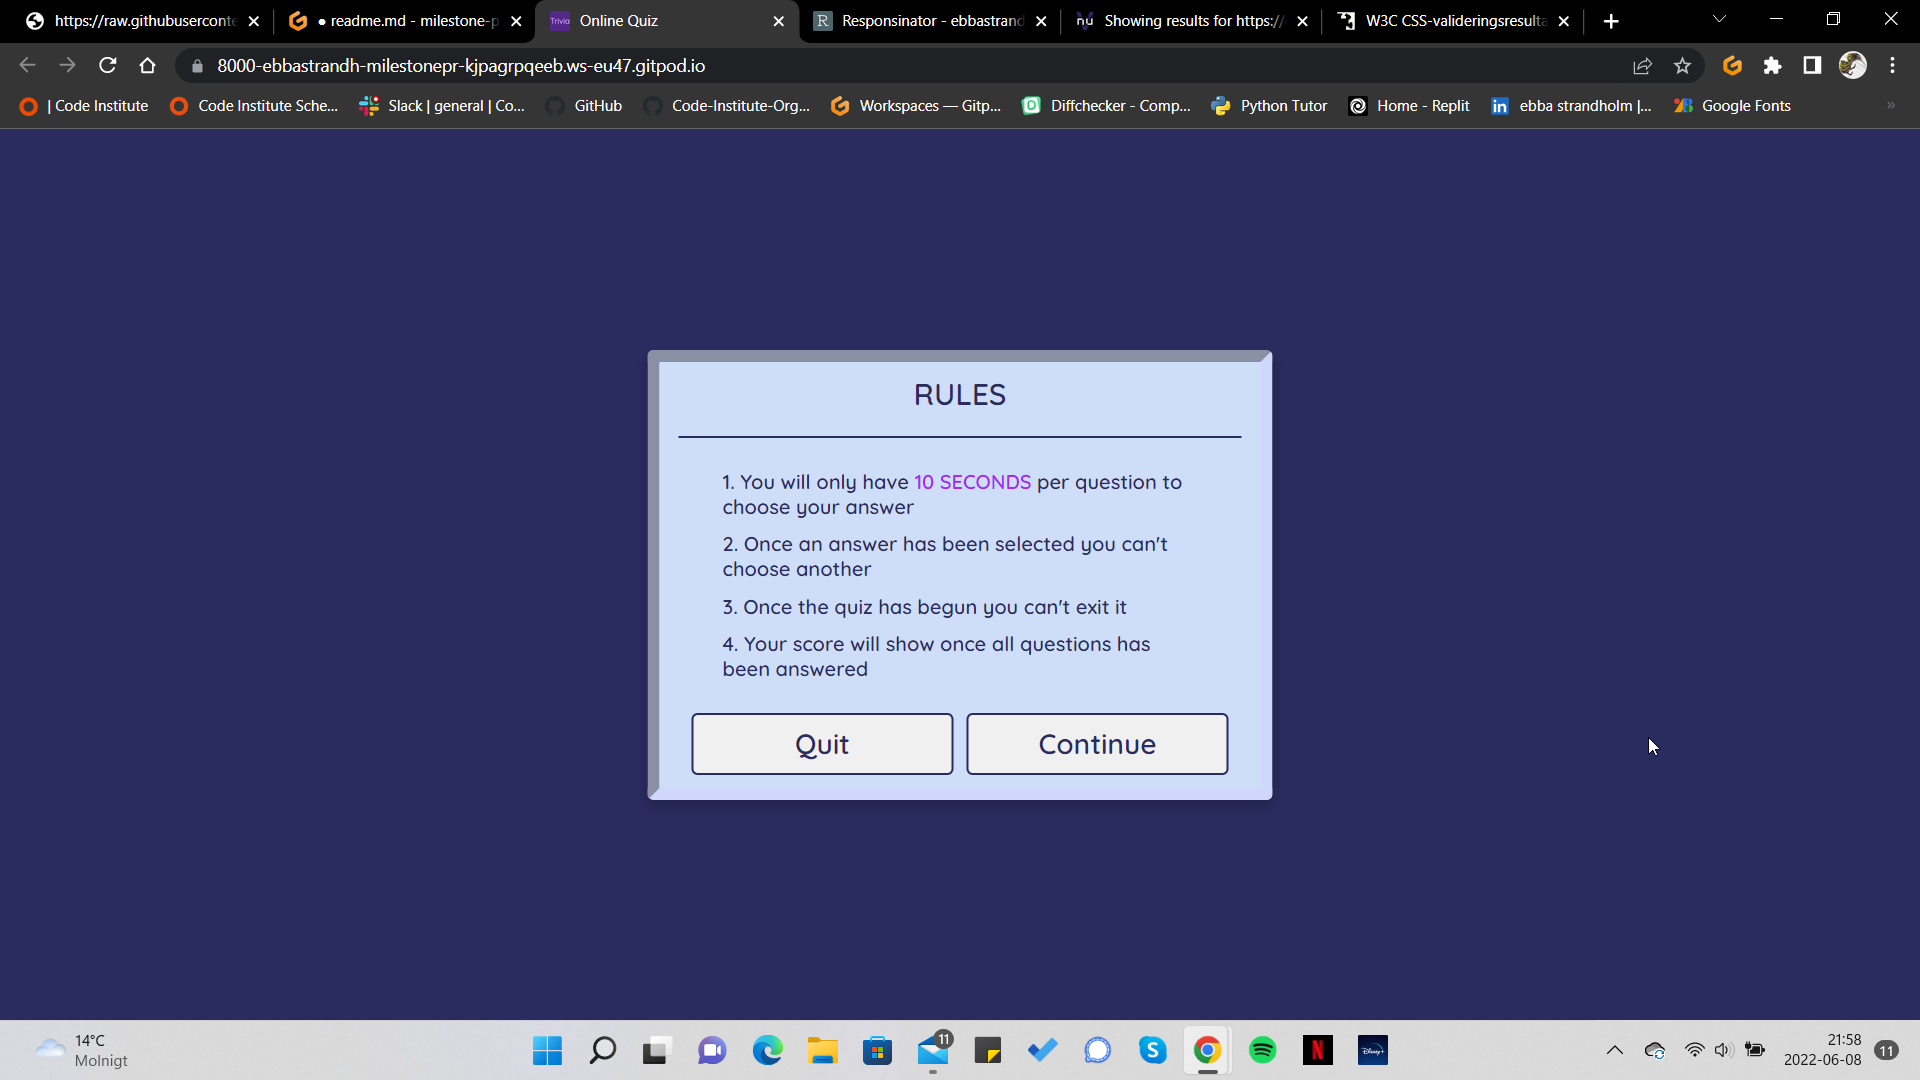 https://raw.githubuserconte
● readme.md - milestone-p
Trivia Online Quiz
R Responsinator - ebbastrand
nu Showing results for https://
W3C CSS-valideringsresulta
8000-ebbastrandh-milestonepr-kjpagrpqeeb.ws-eu47.gitpod.io
| Code Institute
Code Institute Sche...
Slack | general | Co...
GitHub
Code-Institute-Org...
Workspaces — Gitp...
D Diffchecker - Comp...
Python Tutor
Home - Replit
in ebba strandholm |...
Google Fonts
»
RULES
1. You will only have 10 SECONDS per question to
choose your answer
2. Once an answer has been selected you can't
choose another
3. Once the quiz has begun you can't exit it
4. Your score will show once all questions has
been answered
Quit
Continue
14°C
Molnigt
11
S
N
Disney+
21:58
2022-06-08
11